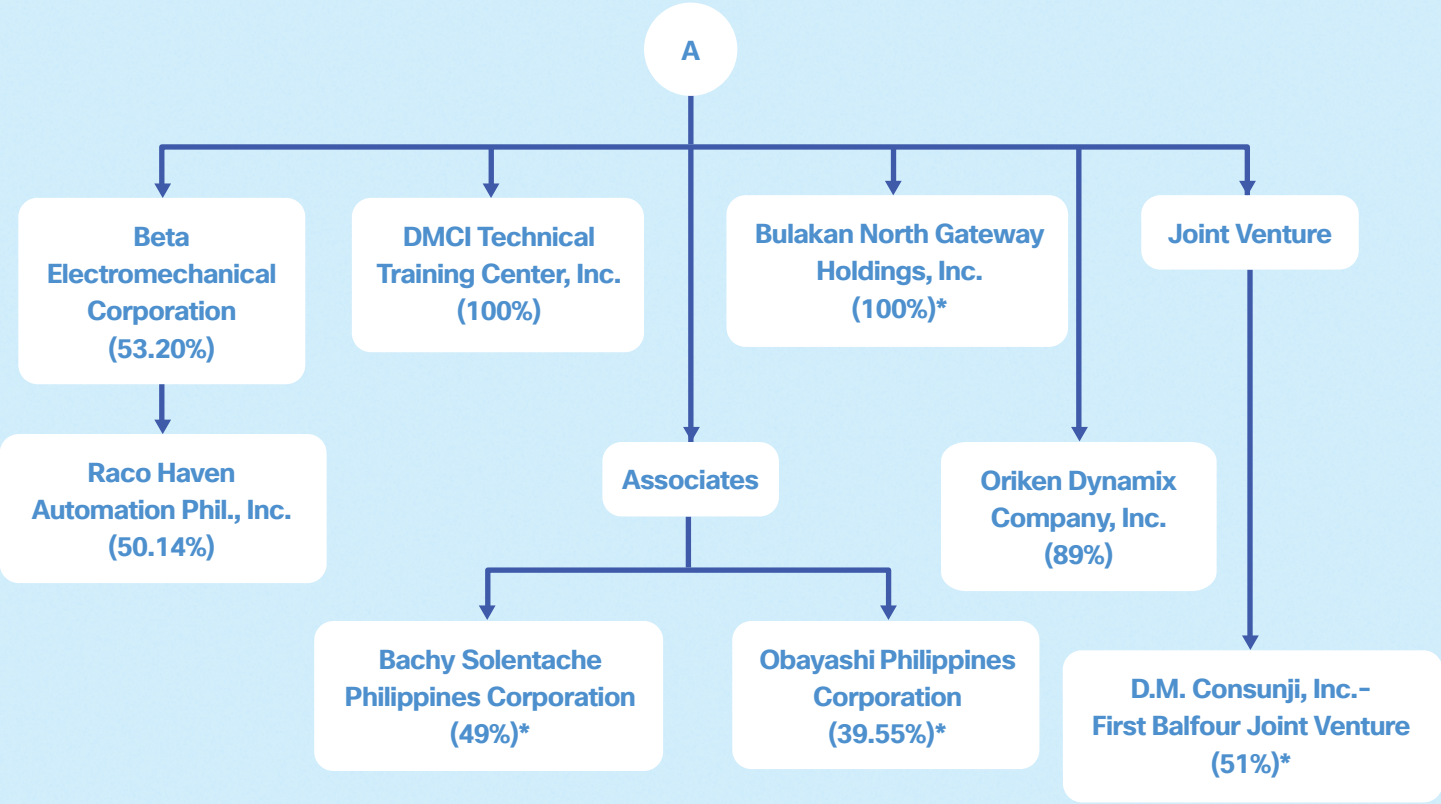 A
Beta
Electromechanical
Corporation
(53.20%)
DMCI Technical
Training Center, Inc.
(100%)
Bulakan North Gateway
Holdings, Inc.
(100%)*
Joint Venture
Raco Haven
Automation Phil., Inc.
(50.14%)
Associates
Oriken Dynamix
Company, Inc.
(89%)
Bachy Solentache
Philippines Corporation
(49%)*
Obayashi Philippines
Corporation
(39.55%)*
D.M. Consunji, Inc.-
First Balfour Joint Venture
(51%)*